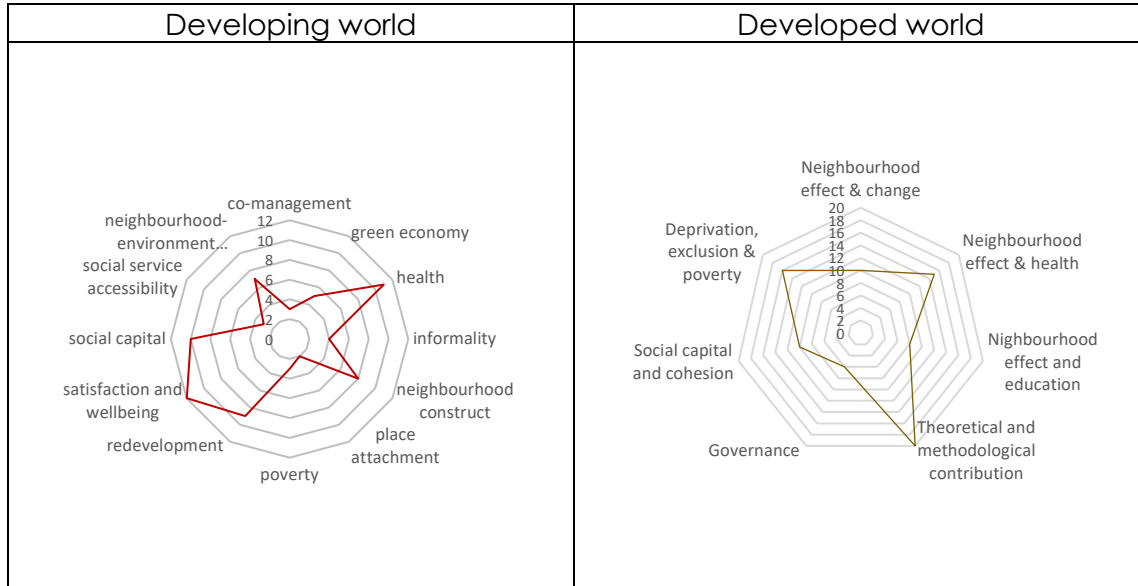 Developing world
Developed world
co-management
green economy
health
informality
neighbourhood
construct
place
attachment
poverty
redevelopment
satisfaction and
wellbeing
social capital
social service
accessibility
neighbourhood-
environment...
12
10
8
6
4
2
0
Neighbourhood
effect & change
Neighbourhood
effect & health
Nighbourhood
effect and
education
Theoretical and
methodological
contribution
Governance
Social capital
and cohesion
Deprivation,
exclusion &
poverty
20
18
16
14
12
10
8
6
4
2
0